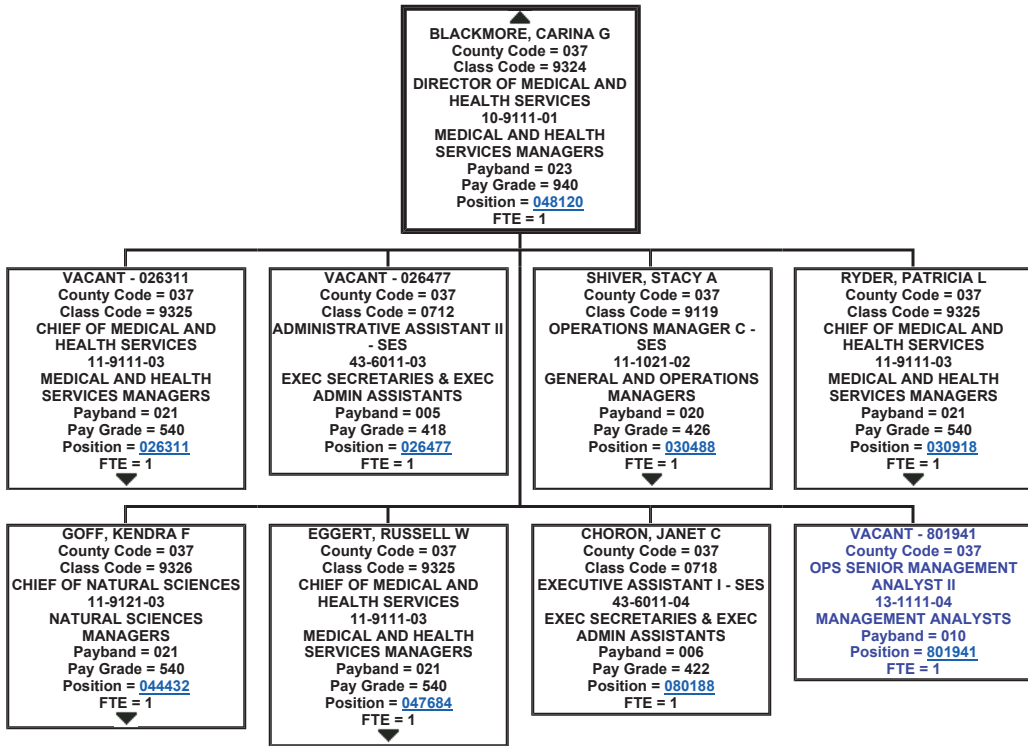 BLACKMORE, CARINA G
County Code = 037
Class Code = 9324
DIRECTOR OF MEDICAL AND
HEALTH SERVICES
10-9111-01
MEDICAL AND HEALTH
SERVICES MANAGERS
Payband = 023
Pay Grade = 940
Position = 048120
FTE = 1
VACANT - 026311
County Code = 037
Class Code = 9325
CHIEF OF MEDICAL AND
HEALTH SERVICES
11-9111-03
MEDICAL AND HEALTH
SERVICES MANAGERS
Payband = 021
Pay Grade = 540
Position = 026311
FTE = 1
VACANT - 026477
County Code = 037
Class Code = 0712
ADMINISTRATIVE ASSISTANT II
- SES
43-6011-03
EXEC SECRETARIES & EXEC
ADMIN ASSISTANTS
Payband = 005
Pay Grade = 418
Position = 026477
FTE = 1
SHIVER, STACY A
County Code = 037
Class Code = 9119
OPERATIONS MANAGER C -
SES
11-1021-02
GENERAL AND OPERATIONS
MANAGERS
Payband = 020
Pay Grade = 426
Position = 030488
FTE = 1
RYDER, PATRICIA L
County Code = 037
Class Code = 9325
CHIEF OF MEDICAL AND
HEALTH SERVICES
11-9111-03
MEDICAL AND HEALTH
SERVICES MANAGERS
Payband = 021
Pay Grade = 540
Position = 030918
FTE = 1
GOFF, KENDRA F
County Code = 037
Class Code = 9326
CHIEF OF NATURAL SCIENCES
11-9121-03
NATURAL SCIENCES
MANAGERS
Payband = 021
Pay Grade = 540
Position = 044432
FTE = 1
EGGERT, RUSSELL W
County Code = 037
Class Code = 9325
CHIEF OF MEDICAL AND
HEALTH SERVICES
11-9111-03
MEDICAL AND HEALTH
SERVICES MANAGERS
Payband = 021
Pay Grade = 540
Position = 047684
FTE = 1
CHORON, JANET C
County Code = 037
Class Code = 0718
EXECUTIVE ASSISTANT I - SES
43-6011-04
EXEC SECRETARIES & EXEC
ADMIN ASSISTANTS
Payband = 006
Pay Grade = 422
Position = 080188
FTE = 1
VACANT - 801941
County Code = 037
OPS SENIOR MANAGEMENT
ANALYST II
13-1111-04
MANAGEMENT ANALYSTS
Payband = 010
Position = 801941
FTE = 1